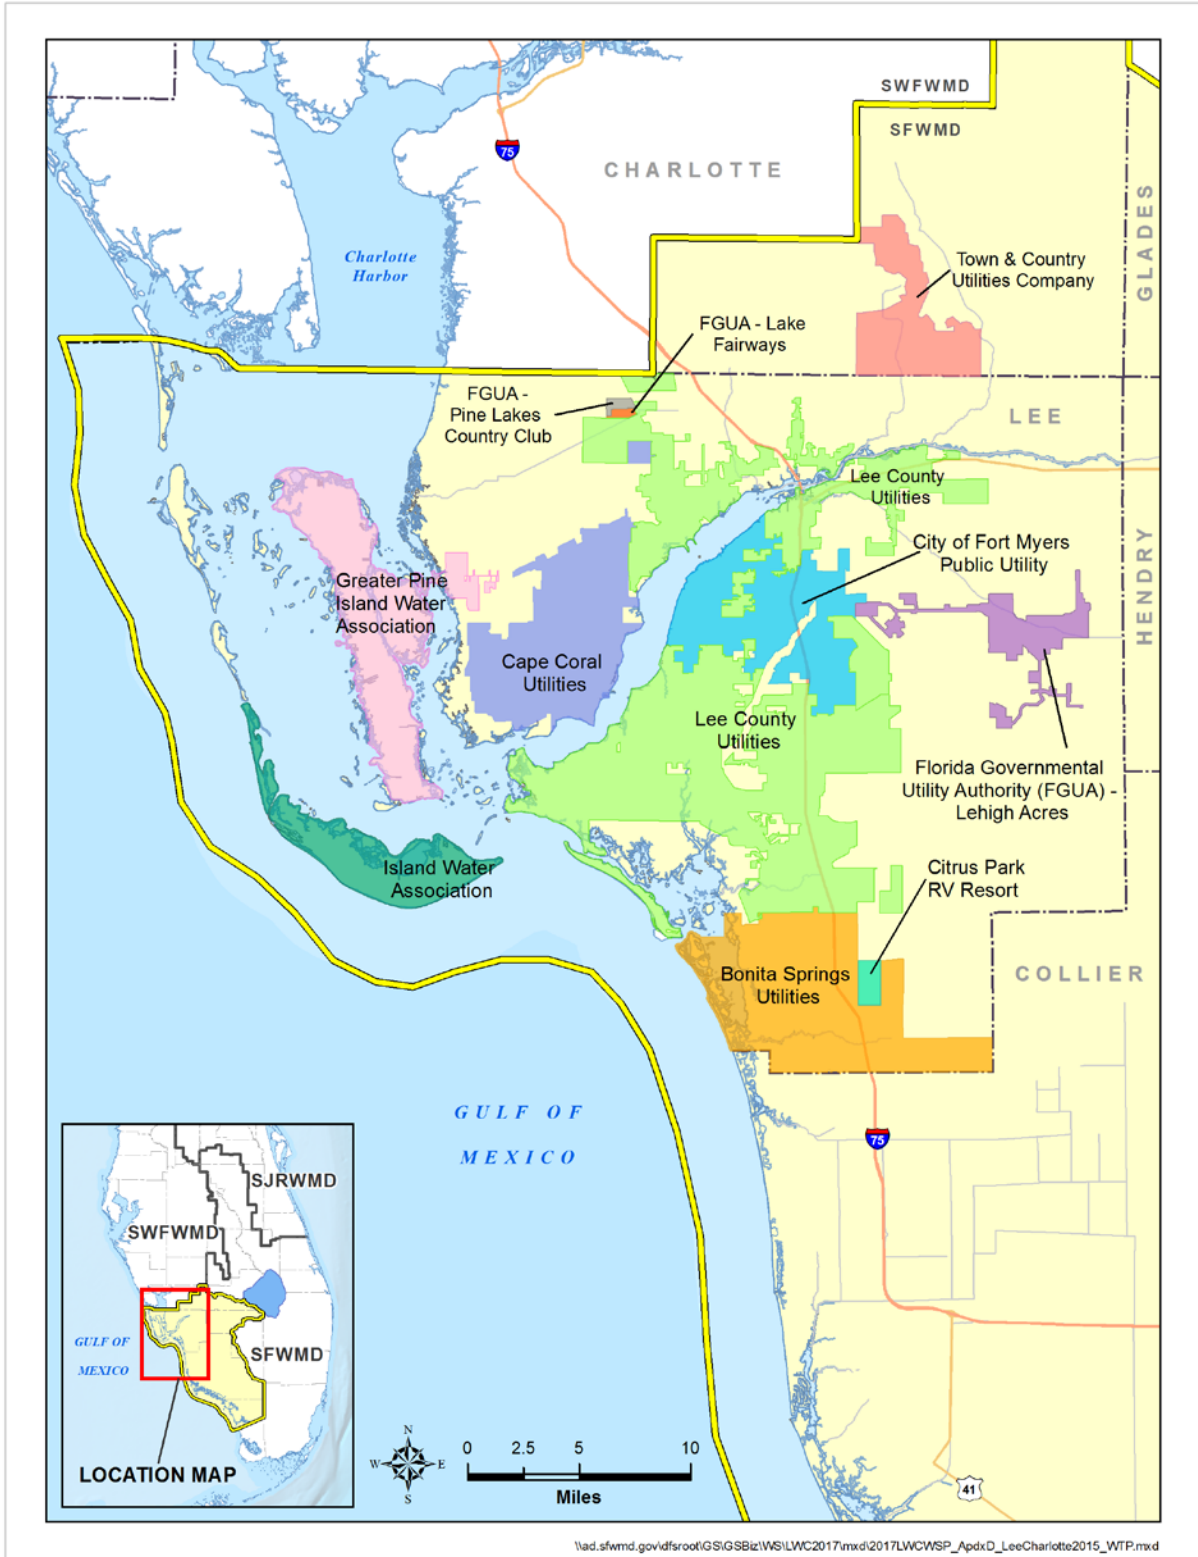 SWFWMD
SFWMD
75
CHARLOTTE
GLADES
Charlotte
Harbor
Town & Country
Utilities Company
FGUA - Lake
Fairways
FGUA -
Pine Lakes
Country Club
LEE
Lee County
Utilities
City of Fort Myers
Public Utility
HENDRY
Greater Pine
Island Water
Association
Cape Coral
Utilities
Lee County
Utilities
Florida Governmental
Utility Authority (FGUA) -
Lehigh Acres
Island Water
Association
Citrus Park
RV Resort
Bonita Springs
Utilities
COLLIER
GULF OF
MEXICO
75
SJRWMD
SWFWMD
GULF OF
MEXICO
SFWMD
LOCATION MAP
N
W
E
S
0 2.5 5 10
Miles
41
\\ad.sfwmd.gov\dfsroot\GS\GSBiz\WS\LWC2017\mxd\2017LWCWSP_ApdxD_LeeCharlotte2015_WTP.mxd